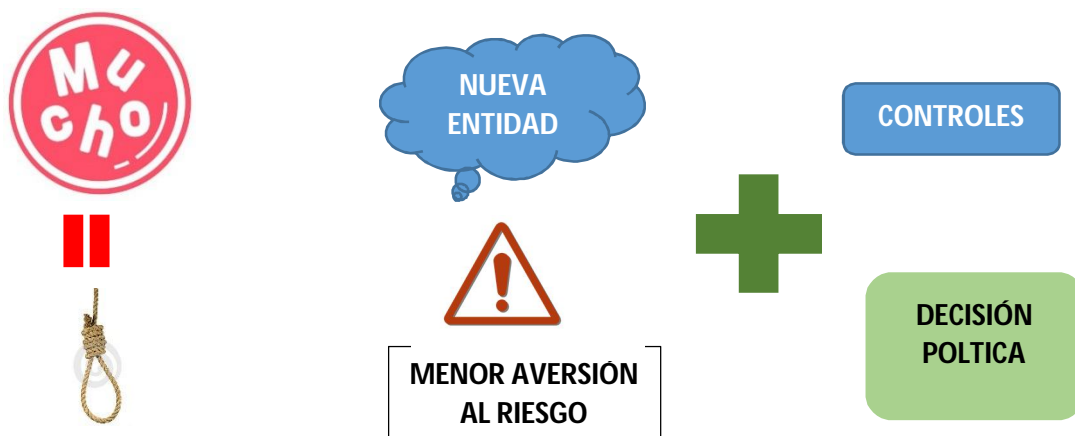 Mu
cho
NUEVA
ENTIDAD
CONTROLES
DECISIÓN
POLTICA
MENOR AVERSIÓN
AL RIESGO